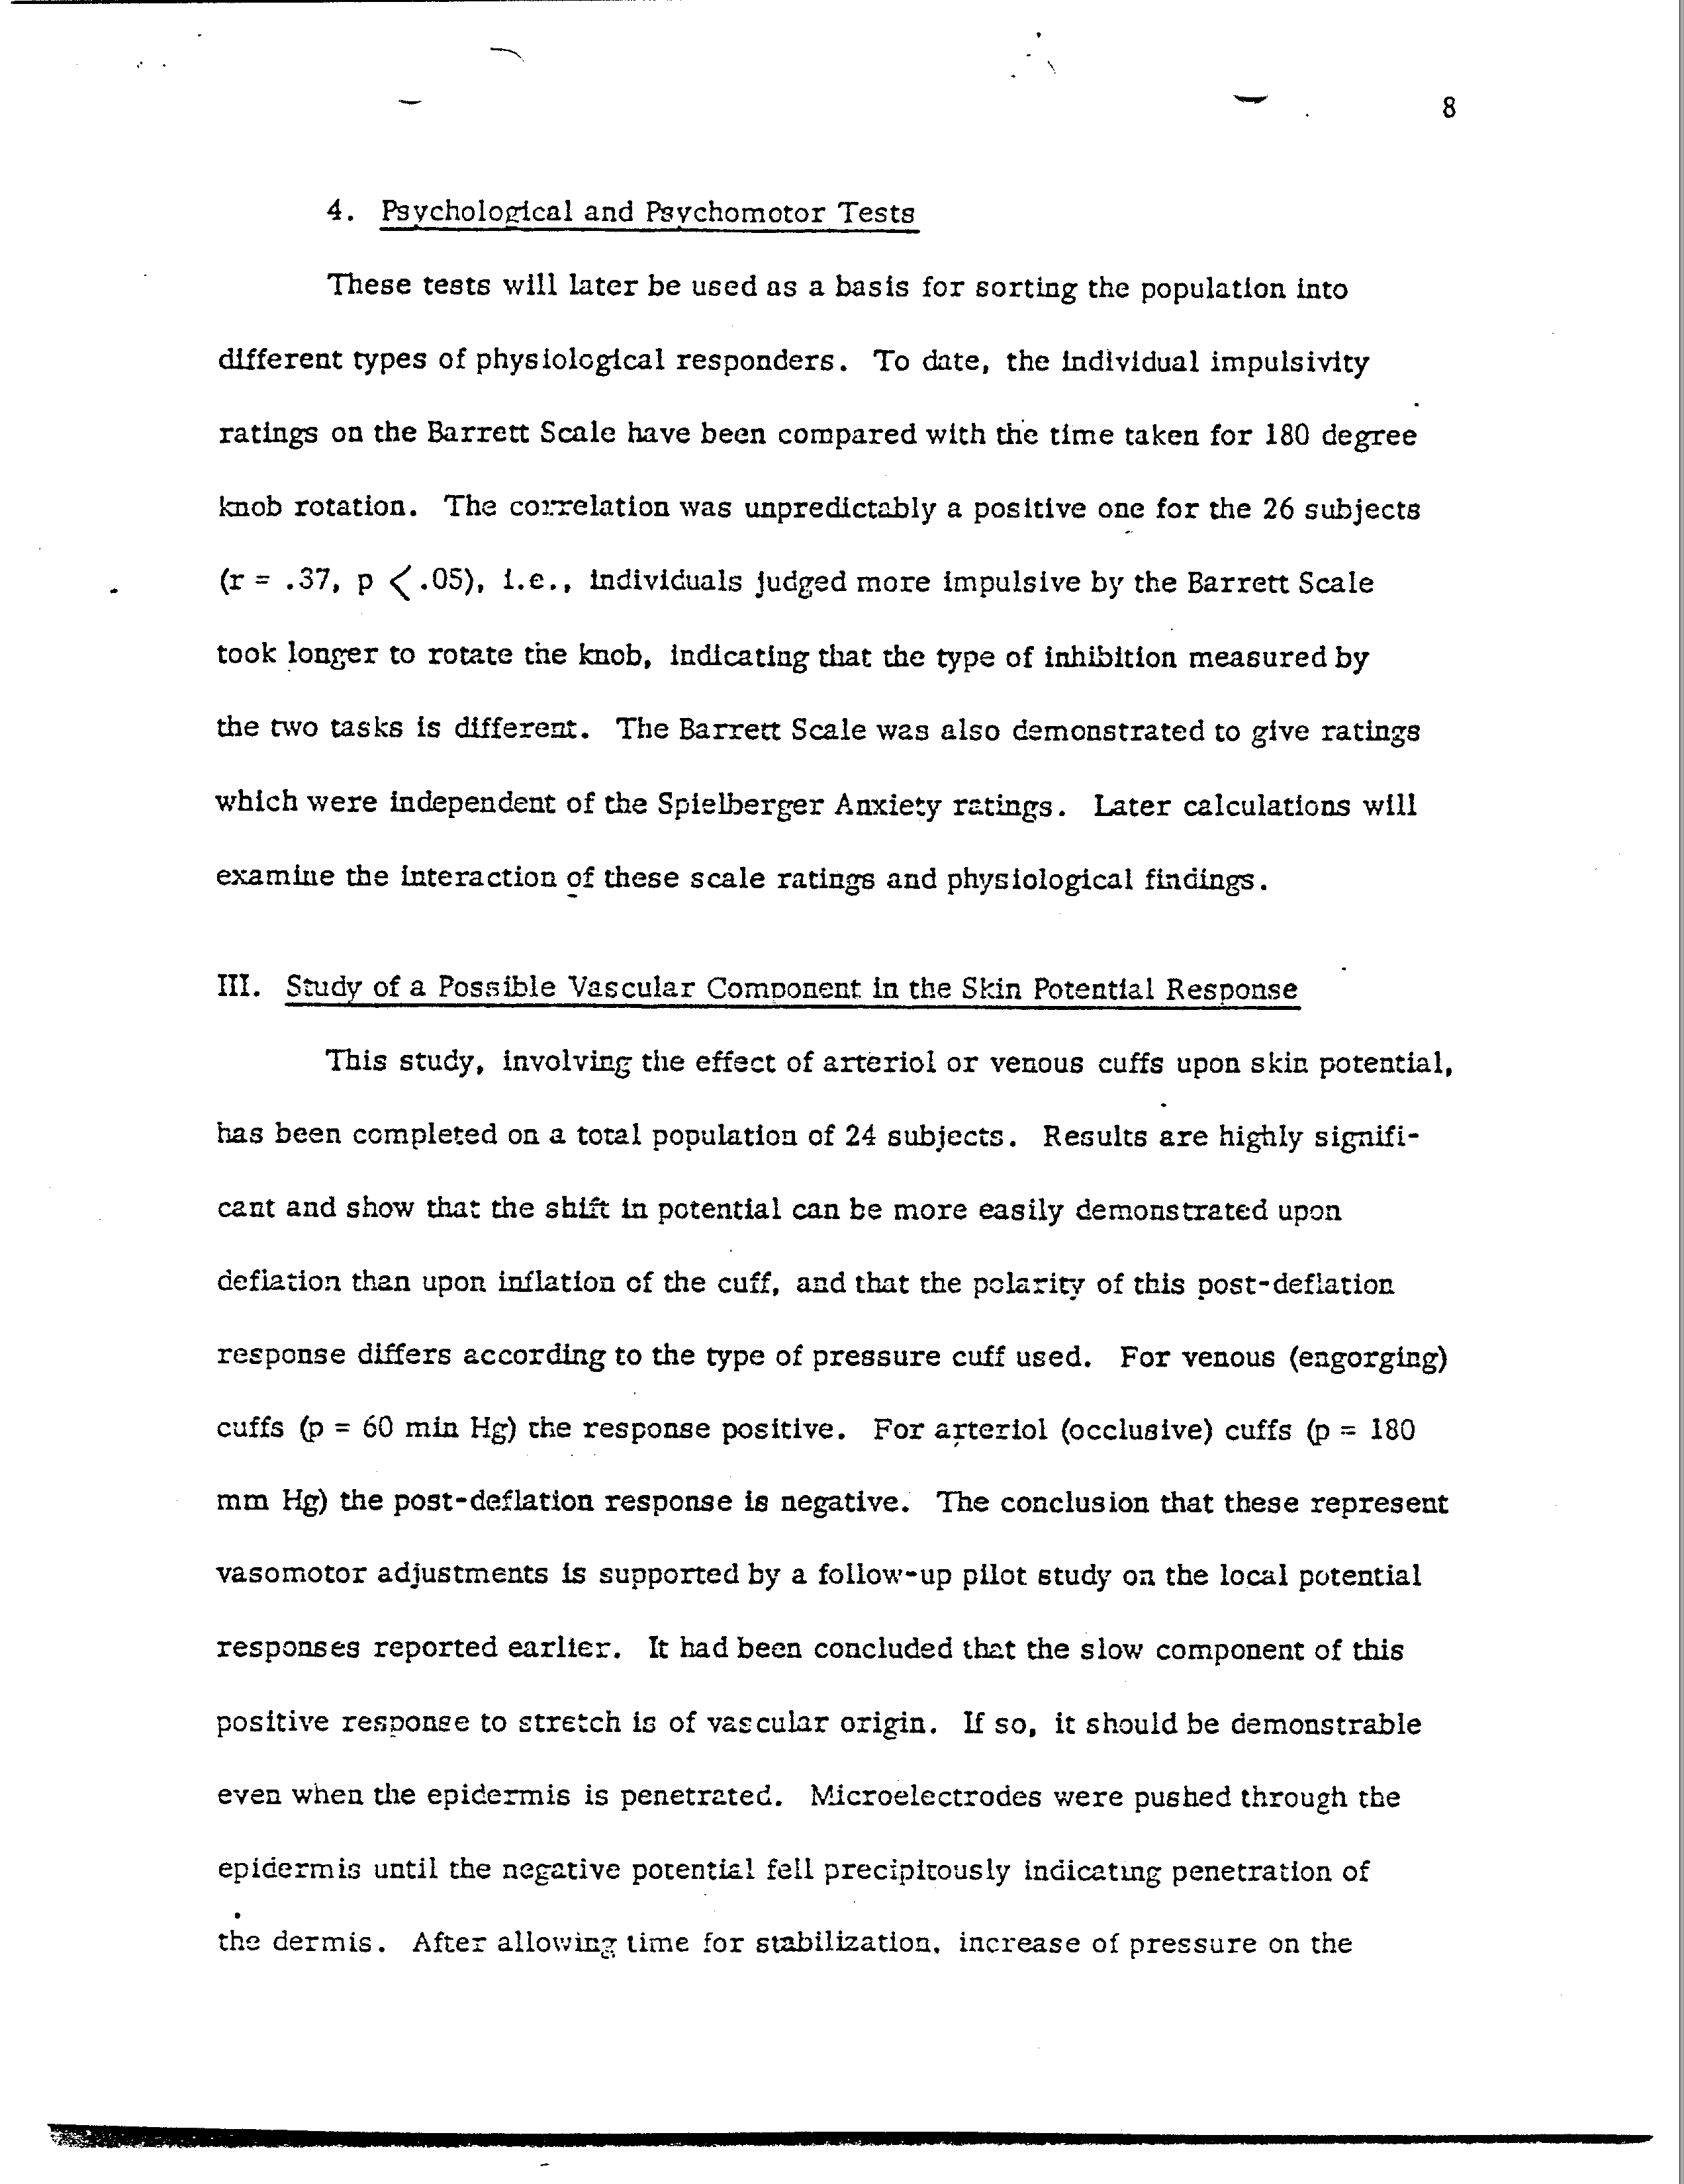 8
4. Psychological and Psychomotor Tests
These tests will later be used as a basis for sorting the population into
different types of physiological responders. To date, the individual impulsivity
ratings on the Barrett Scale have been compared with the time taken for 180 degree
knob rotation. The correlation was unpredictably a positive one for the 26 subjects
(r = .37, p < .05), i.e., individuals judged more impulsive by the Barrett Scale
took longer to rotate the knob, indicating that the type of inhibition measured by
the two tasks is different. The Barrett Scale was also demonstrated to give ratings
which were independent of the Spielberger Anxiety ratings. Later calculations will
examine the interaction of these scale ratings and physiological findings.
III. Study of a Possible Vascular Component in the Skin Potential Response
This study, involving the effect of arteriol or venous cuffs upon skin potential,
has been completed on a total population of 24 subjects. Results are highly signifi-
cant and show that the shift in potential can be more easily demonstrated upon
deflation than upon inflation of the cuff, and that the polarity of this post-deflation
response differs according to the type of pressure cuff used. For venous (engorging)
cuffs (p = 60 min Hg) the response positive. For arteriol (occlusive) cuffs (p = 180
mm Hg) the post-deflation response is negative. The conclusion that these represent
vasomotor adjustments is supported by a follow-up pilot study on the local potential
responses reported earlier. It had been concluded that the slow component of this
positive response to stretch is of vascular origin. If so, it should be demonstrable
even when the epidermis is penetrated. Microelectrodes were pushed through the
epidermis until the negative potential fell precipitously indicating penetration of
the dermis. After allowing time for stabilization, increase of pressure on the